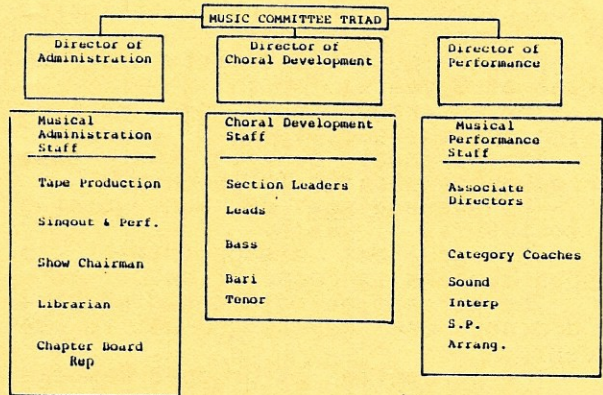 MUSIC COMMITTEE TRIAD
Director of
Administration
Director of
Choral Development
Director of
Performance
Musical
Administration
Staff
Tape Production
Singout & Perf.
Show Chairman
Librarian
Chapter Board
Rep
Choral Development
Staff
Section Leaders
Leads
Bass
Bari
Tenor
Musical
Performance
Staff
Associate
Directors
Category Coaches
Sound
Interp
S.P.
Arrang.